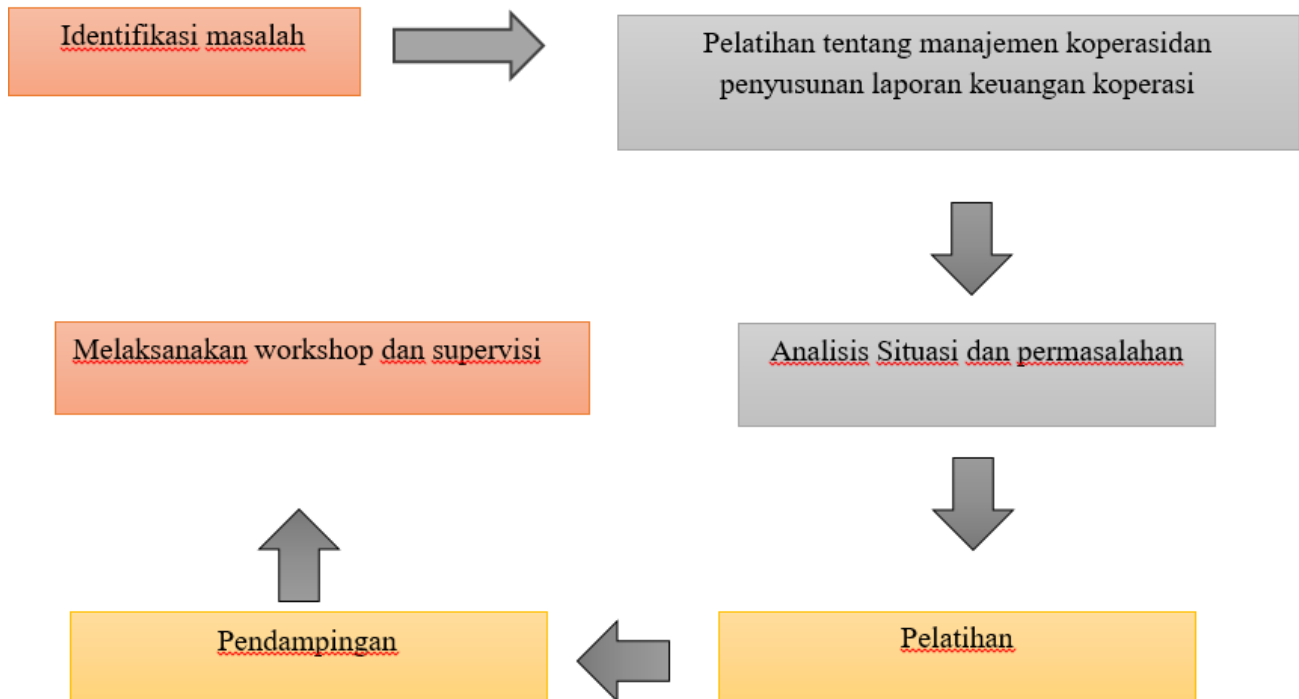 Identifikasi masalah
Pelatihan tentang manajemen koperasidan
penyusunan laporan keuangan koperasi
Melaksanakan workshop dan supervisi
Analisis Situasi dan permasalahan
Pendampingan
Pelatihan